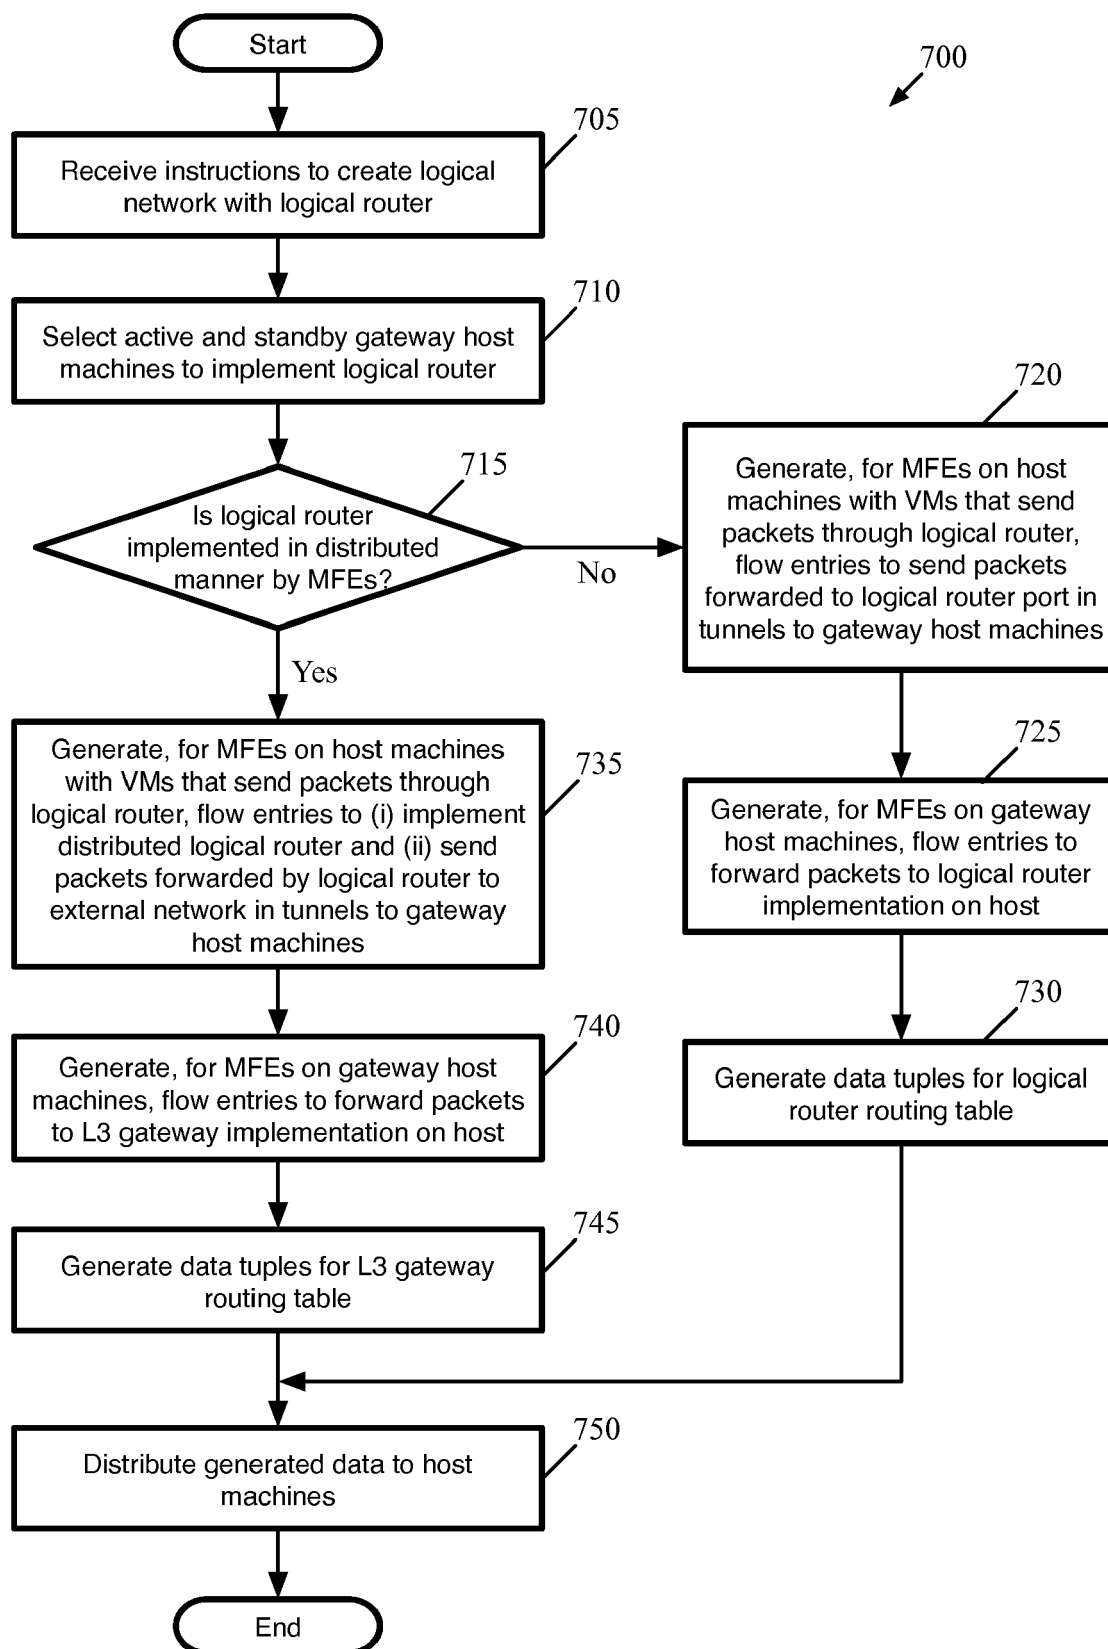 Start
700
705
Receive instructions to create logical
network with logical router
710
Select active and standby gateway host
machines to implement logical router
715
Is logical router
implemented in distributed
manner by MFEs?
No
Yes
720
Generate, for MFEs on host
machines with VMs that send
packets through logical router,
flow entries to send packets
forwarded to logical router port in
tunnels to gateway host machines
725
Generate, for MFEs on gateway
host machines, flow entries to
forward packets to logical router
implementation on host
730
Generate data tuples for logical
router routing table
735
Generate, for MFEs on host machines
with VMs that send packets through
logical router, flow entries to (i) implement
distributed logical router and (ii) send
packets forwarded by logical router to
external network in tunnels to gateway
host machines
740
Generate, for MFEs on gateway host
machines, flow entries to forward packets
to L3 gateway implementation on host
745
Generate data tuples for L3 gateway
routing table
750
Distribute generated data to host
machines
End